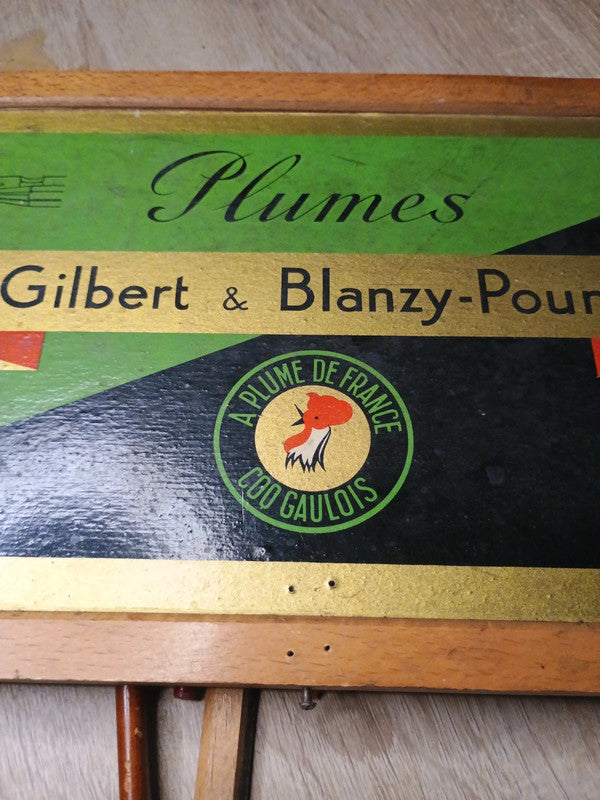 Plumes
Gilbert & Blanzy-Pour
A PLUME DE FRANCE
COQ GAULOIS